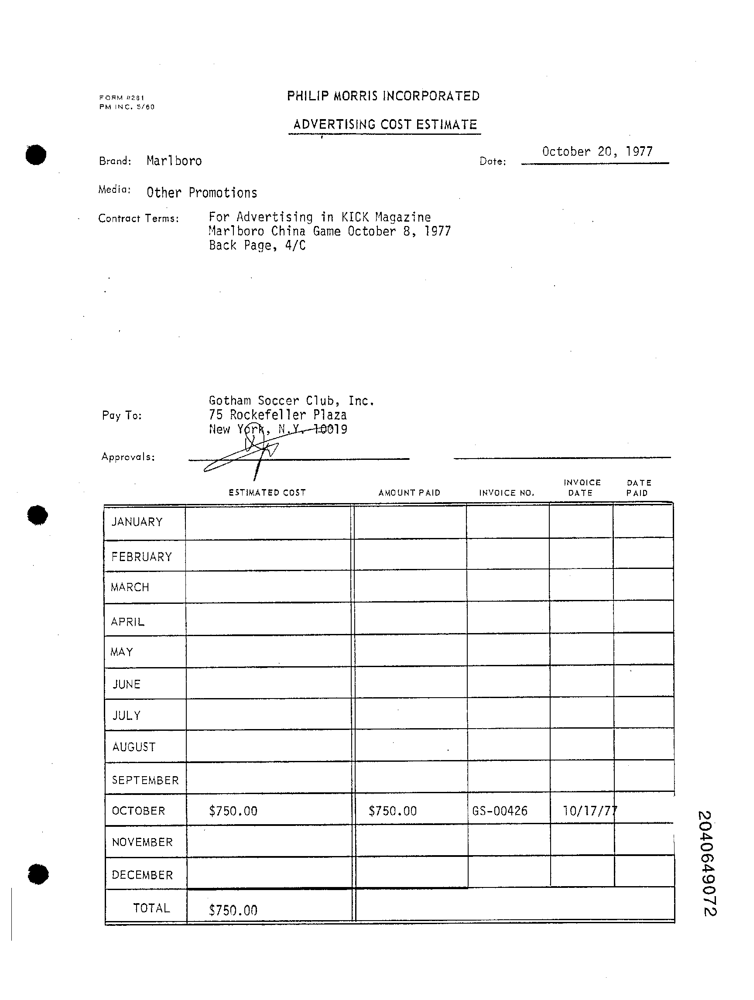 FORM #281
PM INC. 5/60
PHILIP MORRIS INCORPORATED
ADVERTISING COST ESTIMATE
Brand: Marlboro
Date: October 20, 1977
Media: Other Promotions
Contract Terms: For Advertising in KICK Magazine
Marlboro China Game October 8, 1977
Back Page, 4/C
Gotham Soccer Club, Inc.
Pay To: 75 Rockefeller Plaza
New York, N.Y. 10019
Approvals:
ESTIMATED COST AMOUNT PAID INVOICE NO. INVOICE DATE DATE PAID
JANUARY
FEBRUARY
MARCH
APRIL
MAY
JUNE
JULY
AUGUST
SEPTEMBER
OCTOBER $750.00 $750.00 GS-00426 10/17/77
NOVEMBER
DECEMBER
TOTAL $750.00
2040649072